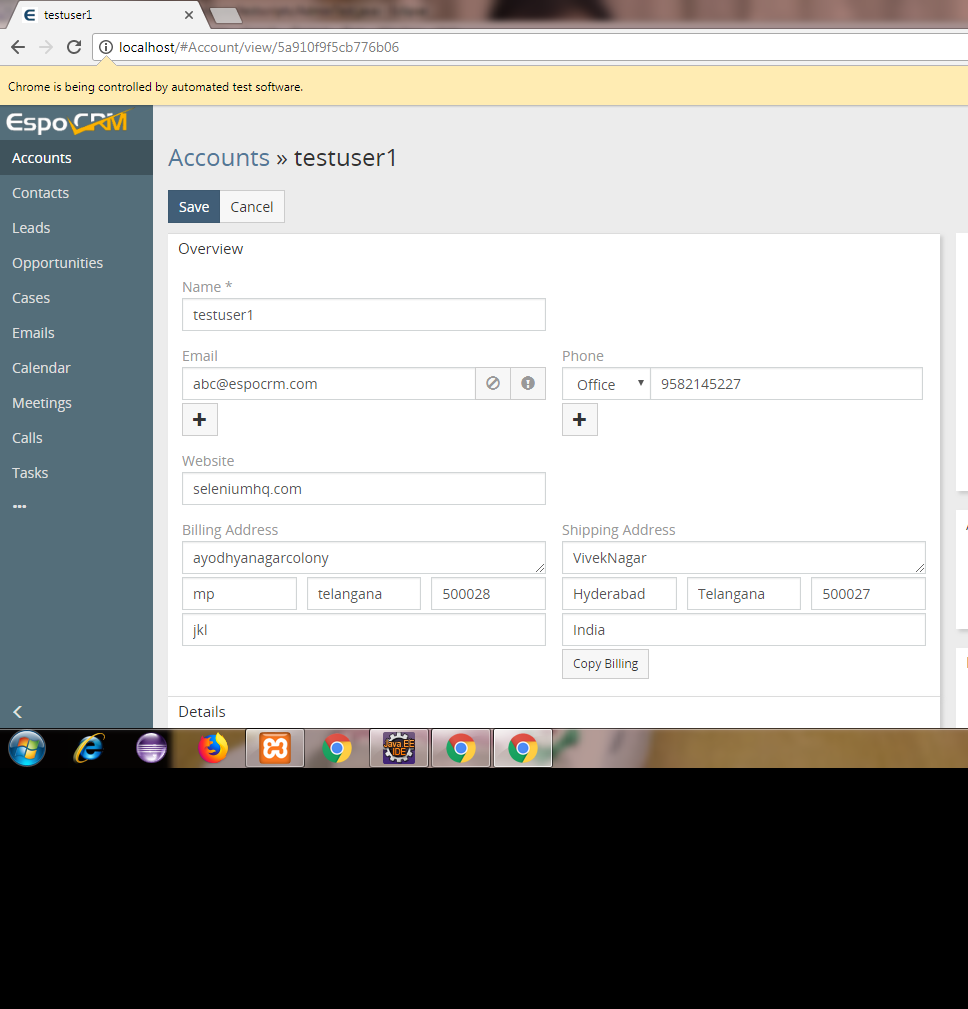 testuser1
localhost/#Account/view/5a910f9f5cb776b06
Chrome is being controlled by automated test software.
EspoCRM
Accounts
Contacts
Leads
Opportunities
Cases
Emails
Calendar
Meetings
Calls
Tasks
Accounts » testuser1
Save Cancel
Overview
Name *
testuser1
Email Phone
abc@espocrm.com Office 9582145227
Website
seleniumhq.com
Billing Address Shipping Address
ayodhyanagarcolony VivekNagar
mp telangana 500028 Hyderabad Telangana 500027
jkl India
Copy Billing
Details
Java EE
IDE